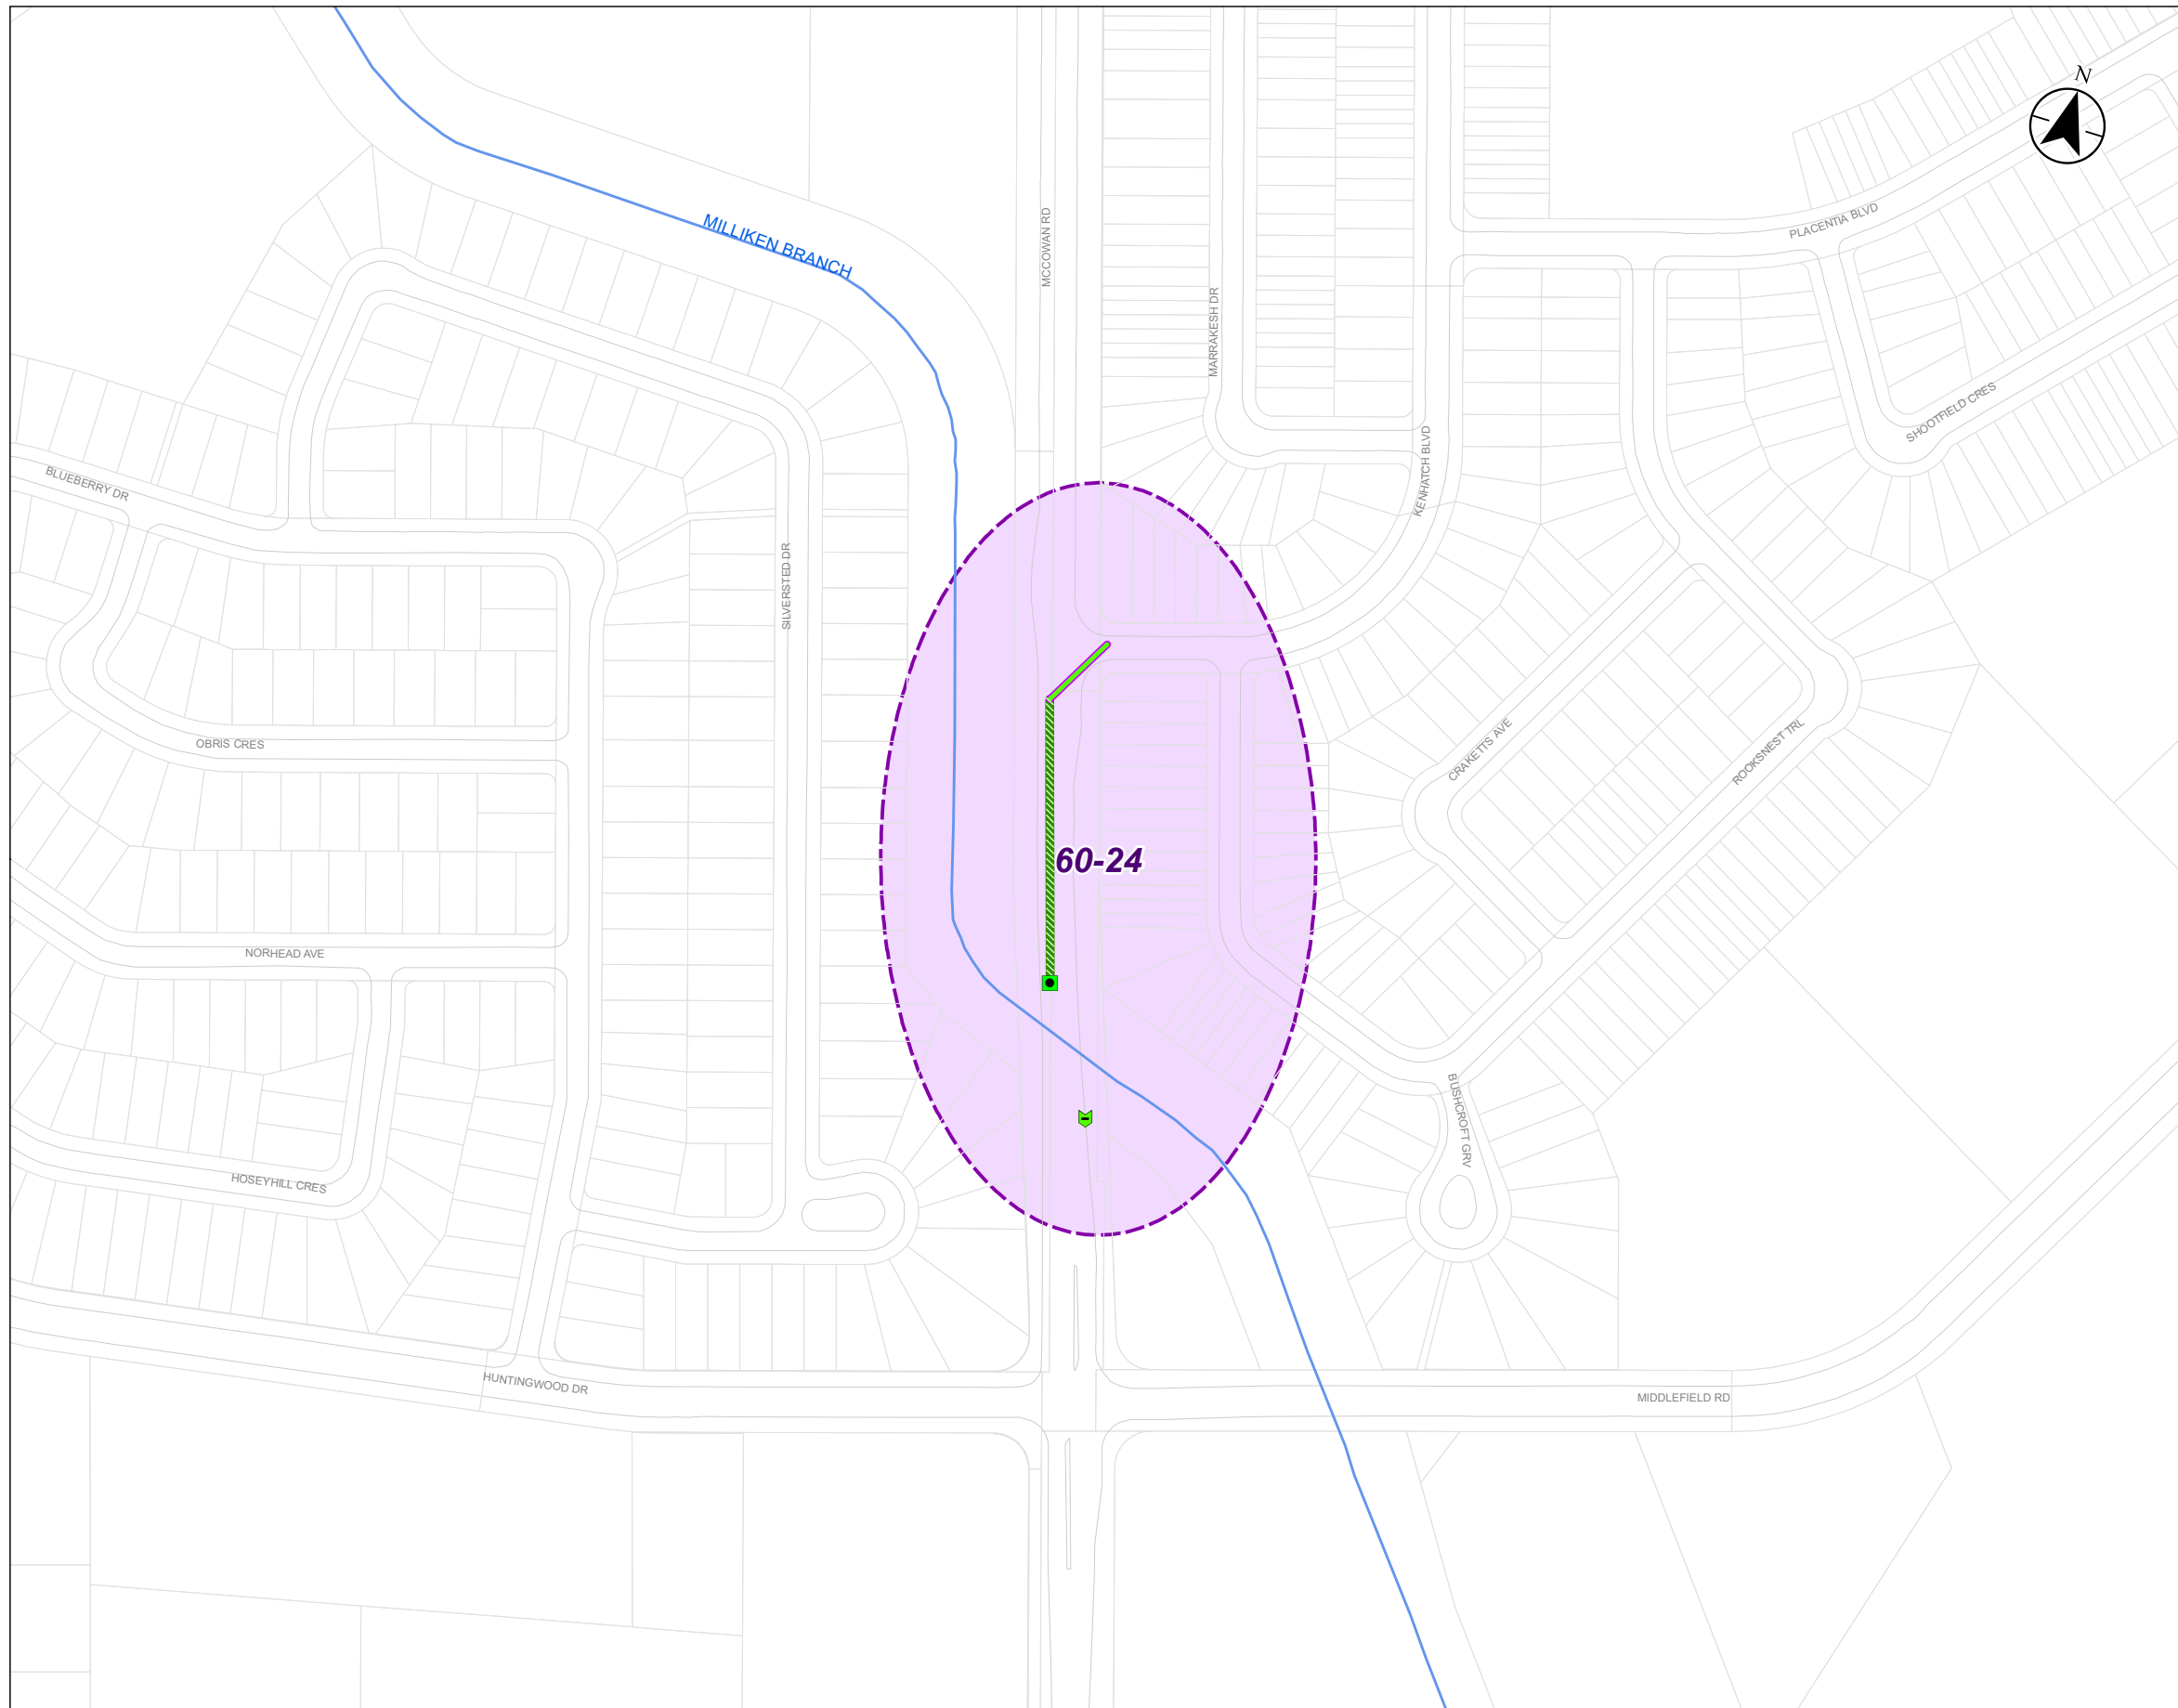 N
MCCOWAN RD
PLACENTIA BLVD
MILLIKEN BRANCH
MARRAKESH DR
SHOOTFIELD CRES
KENHATCH BLVD
BLUEBERRY DR
SILVERSTED DR
OBRIS CRES
CRAKETTS AVE
ROOKSNEST TRL
60-24
NORHEAD AVE
BUSHCROFT GRV
HOSEYHILL CRES
HUNTINGWOOD DR
MIDDLEFIELD RD